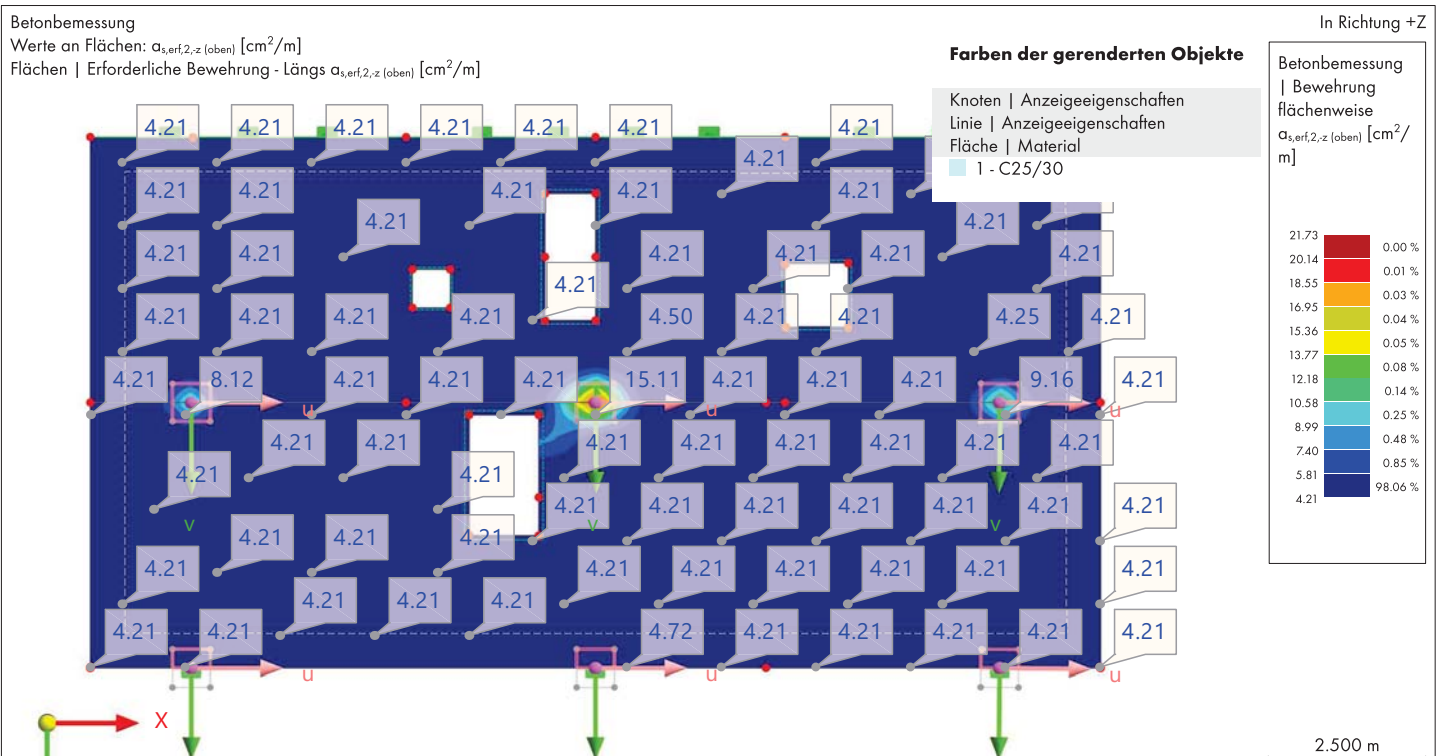 Betonbemessung
In Richtung +Z
Werte an Flächen: as,erf,2,-z (oben) [cm²/m]
Flächen | Erforderliche Bewehrung - Längs as,erf,2,-z (oben) [cm²/m]
Farben der gerenderten Objekte
Knoten | Anzeigeeigenschaften
Linie | Anzeigeeigenschaften
Fläche | Material
1 - C25/30
Betonbemessung
| Bewehrung
flächenweise
as,erf,2,-z (oben) [cm²/
m]
21.73
0.00 %
20.14
0.01 %
18.55
0.03 %
16.95
0.04 %
15.36
0.05 %
13.77
0.08 %
12.18
0.14 %
10.58
0.25 %
8.99
0.48 %
7.40
0.85 %
5.81
98.06 %
4.21
4.21 4.21 4.21 4.21 4.21 4.21 4.21
4.21
4.21 4.21 4.21 4.21 4.21
4.21 4.21
4.21 4.21 4.21 4.21 4.21 4.21
4.21
4.21 4.21 4.21 4.21 4.50 4.21 4.21 4.25 4.21
4.21 8.12 4.21 4.21 4.21 15.11 4.21 4.21 4.21 9.16 4.21
u u u
4.21 4.21 4.21 4.21 4.21 4.21
4.21 4.21
4.21 4.21 4.21 4.21 4.21 4.21 4.21
v v v
4.21 4.21 4.21
4.21 4.21 4.21 4.21 4.21 4.21 4.21
4.21 4.21 4.21
4.21 4.21 4.72 4.21 4.21 4.21 4.21 4.21
u u u
X
2.500 m